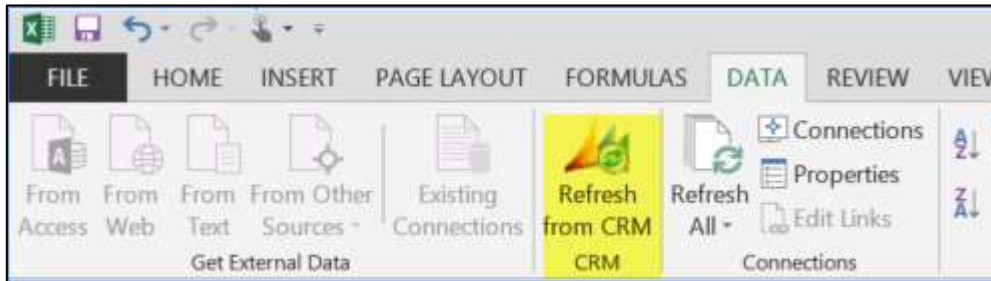 FILE HOME INSERT PAGE LAYOUT FORMULAS DATA REVIEW VIEW
From Access
From Web
From Text
From Other Sources
Existing Connections
Get External Data
Refresh from CRM
CRM
Refresh All
Connections
Properties
Edit Links
Connections
A
Z
Z
A